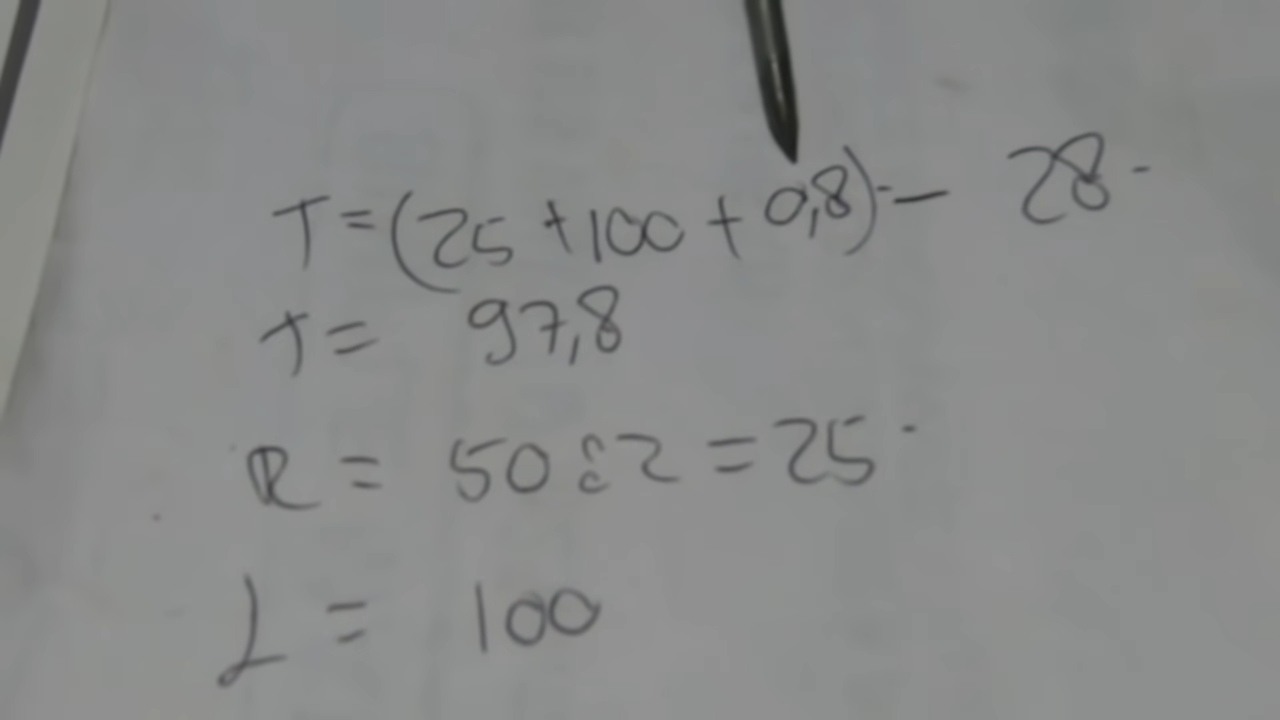 T=(25+100+0,8)- 28.
T= 97,8
R = 50:2 = 25.
L = 100